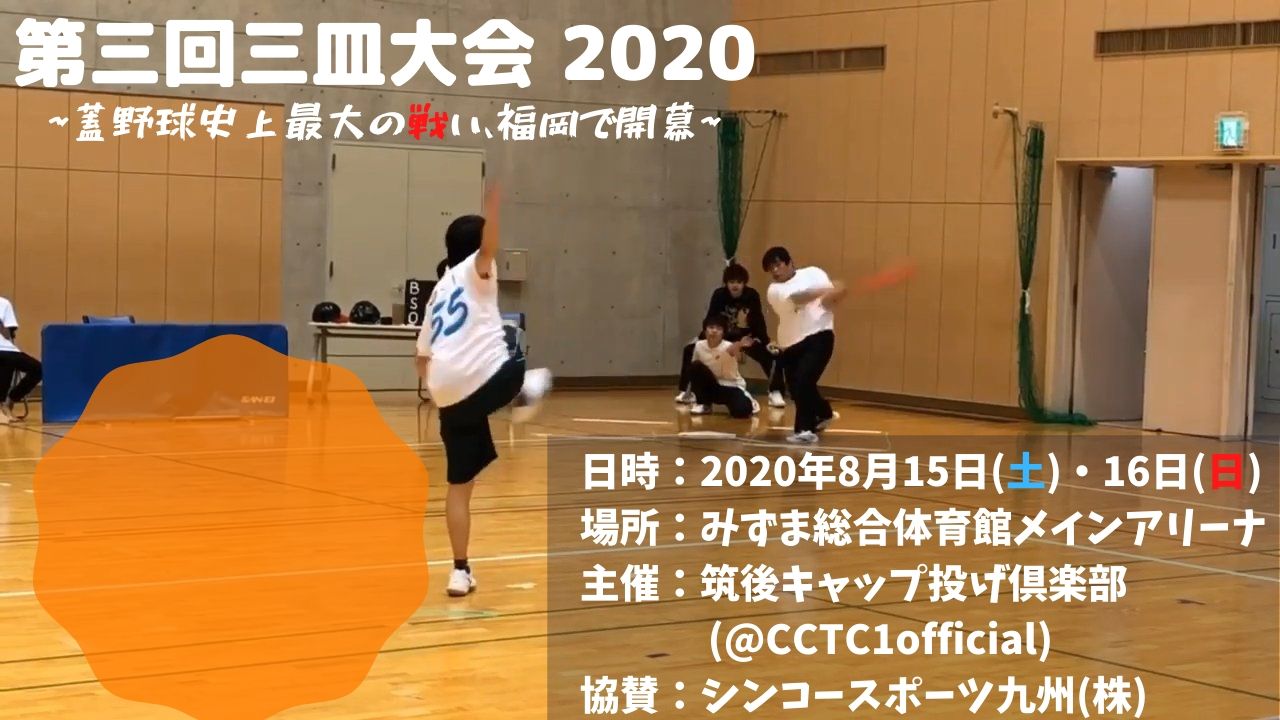 第三回三皿大会 2020
~蓋野球史上最大の戦い、福岡で開幕~
BSO
55
SAN-EI
日時：2020年8月15日(土)・16日(日)
場所：みずま総合体育館メインアリーナ
主催：筑後キャップ投げ倶楽部
(@CCTC1official)
協賛：シンコースポーツ九州(株)